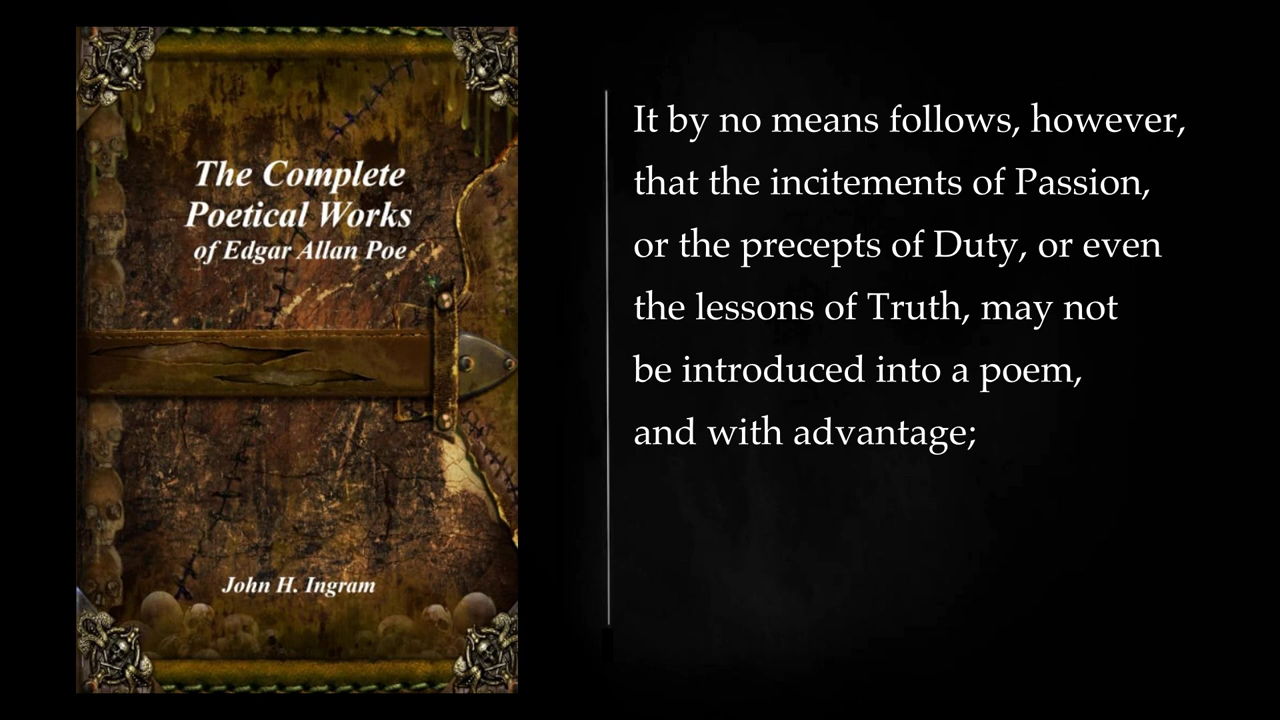 The Complete
Poetical Works
of Edgar Allan Poe
John H. Ingram
It by no means follows, however,
that the incitements of Passion,
or the precepts of Duty, or even
the lessons of Truth, may not
be introduced into a poem,
and with advantage;